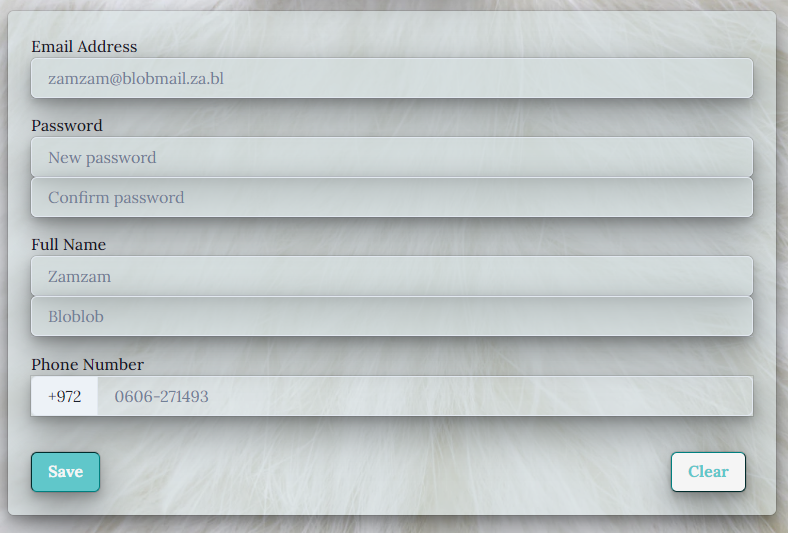 Email Address
zamzam@blobmail.za.bl
Password
New password
Confirm password
Full Name
Zamzam
Bloblob
Phone Number
+972 0606-271493
Save Clear